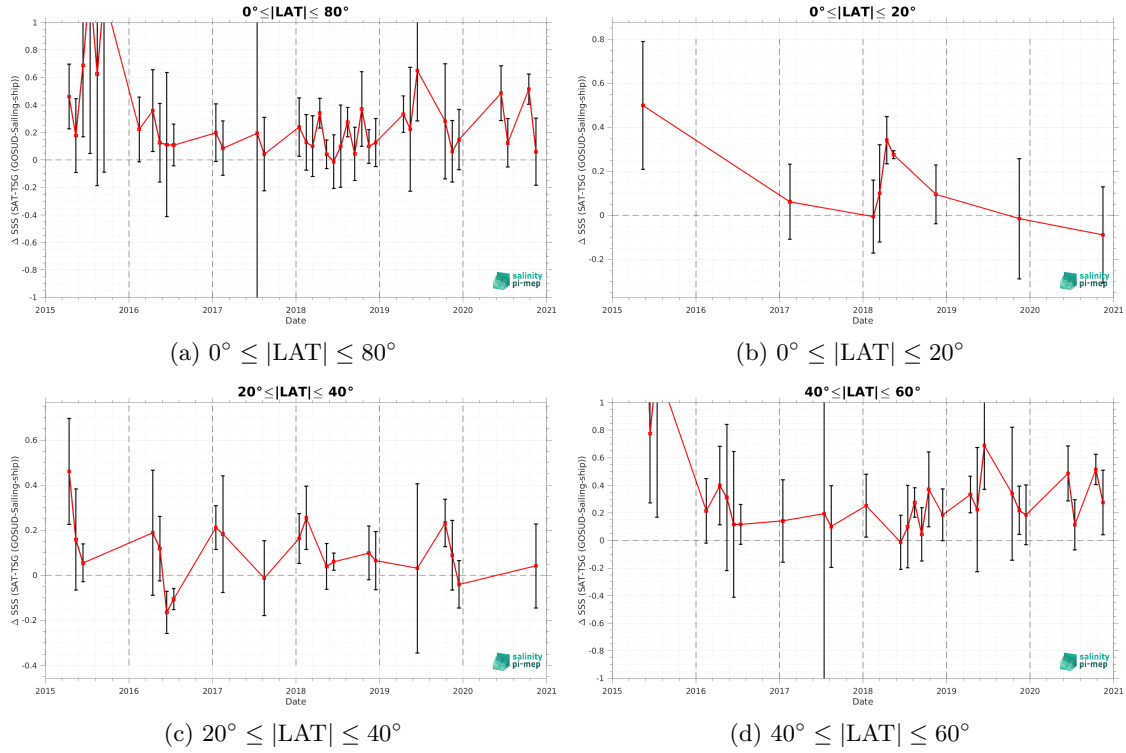 0°≤|LAT|≤ 80°
Δ SSS (SAT-TSG (GOSUD-Sailing-ship))
1
0.8
0.6
0.4
0.2
0
-0.2
-0.4
-0.6
-0.8
-1
2015 2016 2017 2018 2019 2020 2021
Date
salinity
pi-mep
(a) 0° ≤ |LAT| ≤ 80°
0°≤|LAT|≤ 20°
Δ SSS (SAT-TSG (GOSUD-Sailing-ship))
0.8
0.6
0.4
0.2
0
-0.2
2015 2016 2017 2018 2019 2020 2021
Date
salinity
pi-mep
(b) 0° ≤ |LAT| ≤ 20°
20°≤|LAT|≤ 40°
Δ SSS (SAT-TSG (GOSUD-Sailing-ship))
0.6
0.4
0.2
0
-0.2
-0.4
2015 2016 2017 2018 2019 2020 2021
Date
salinity
pi-mep
(c) 20° ≤ |LAT| ≤ 40°
40°≤|LAT|≤ 60°
Δ SSS (SAT-TSG (GOSUD-Sailing-ship))
1
0.8
0.6
0.4
0.2
0
-0.2
-0.4
-0.6
-0.8
-1
2015 2016 2017 2018 2019 2020 2021
Date
salinity
pi-mep
(d) 40° ≤ |LAT| ≤ 60°